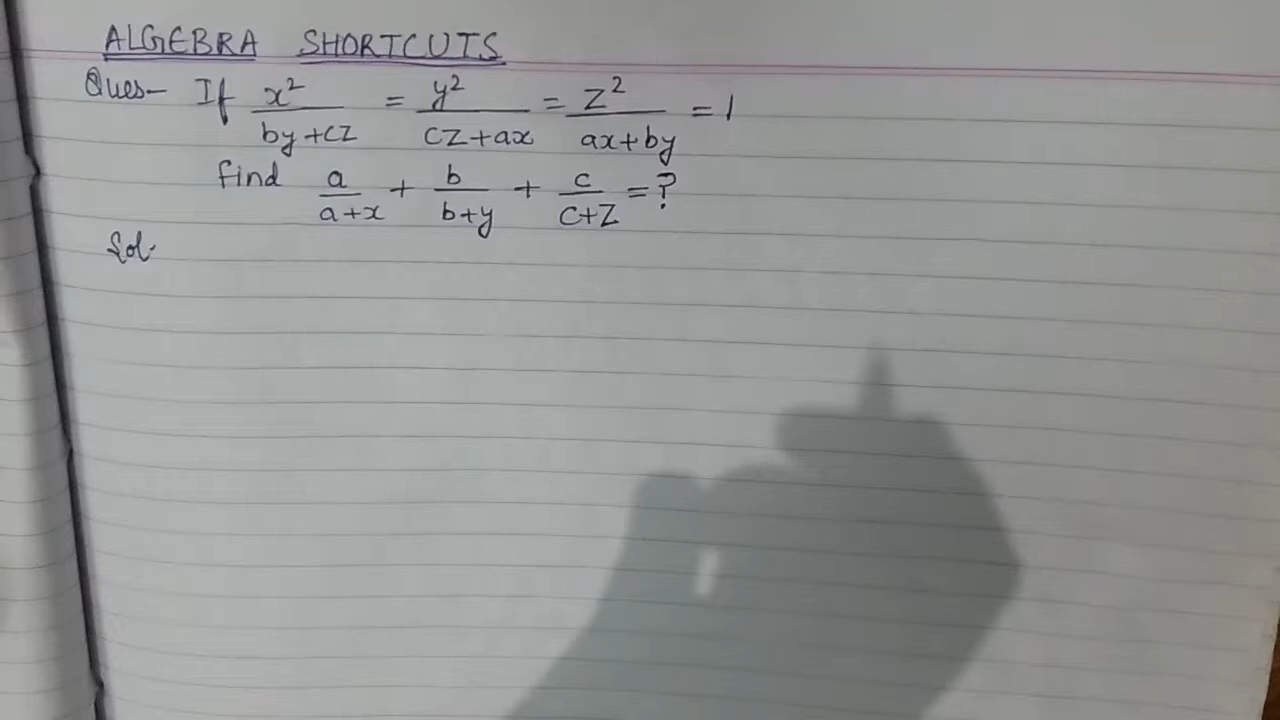 ALGEBRA SHORTCUTS
Ques- If x²/(by+cz) = y²/(cz+ax) = z²/(ax+by) = 1
find a/(a+x) + b/(b+y) + c/(c+z) = ?
Sol.